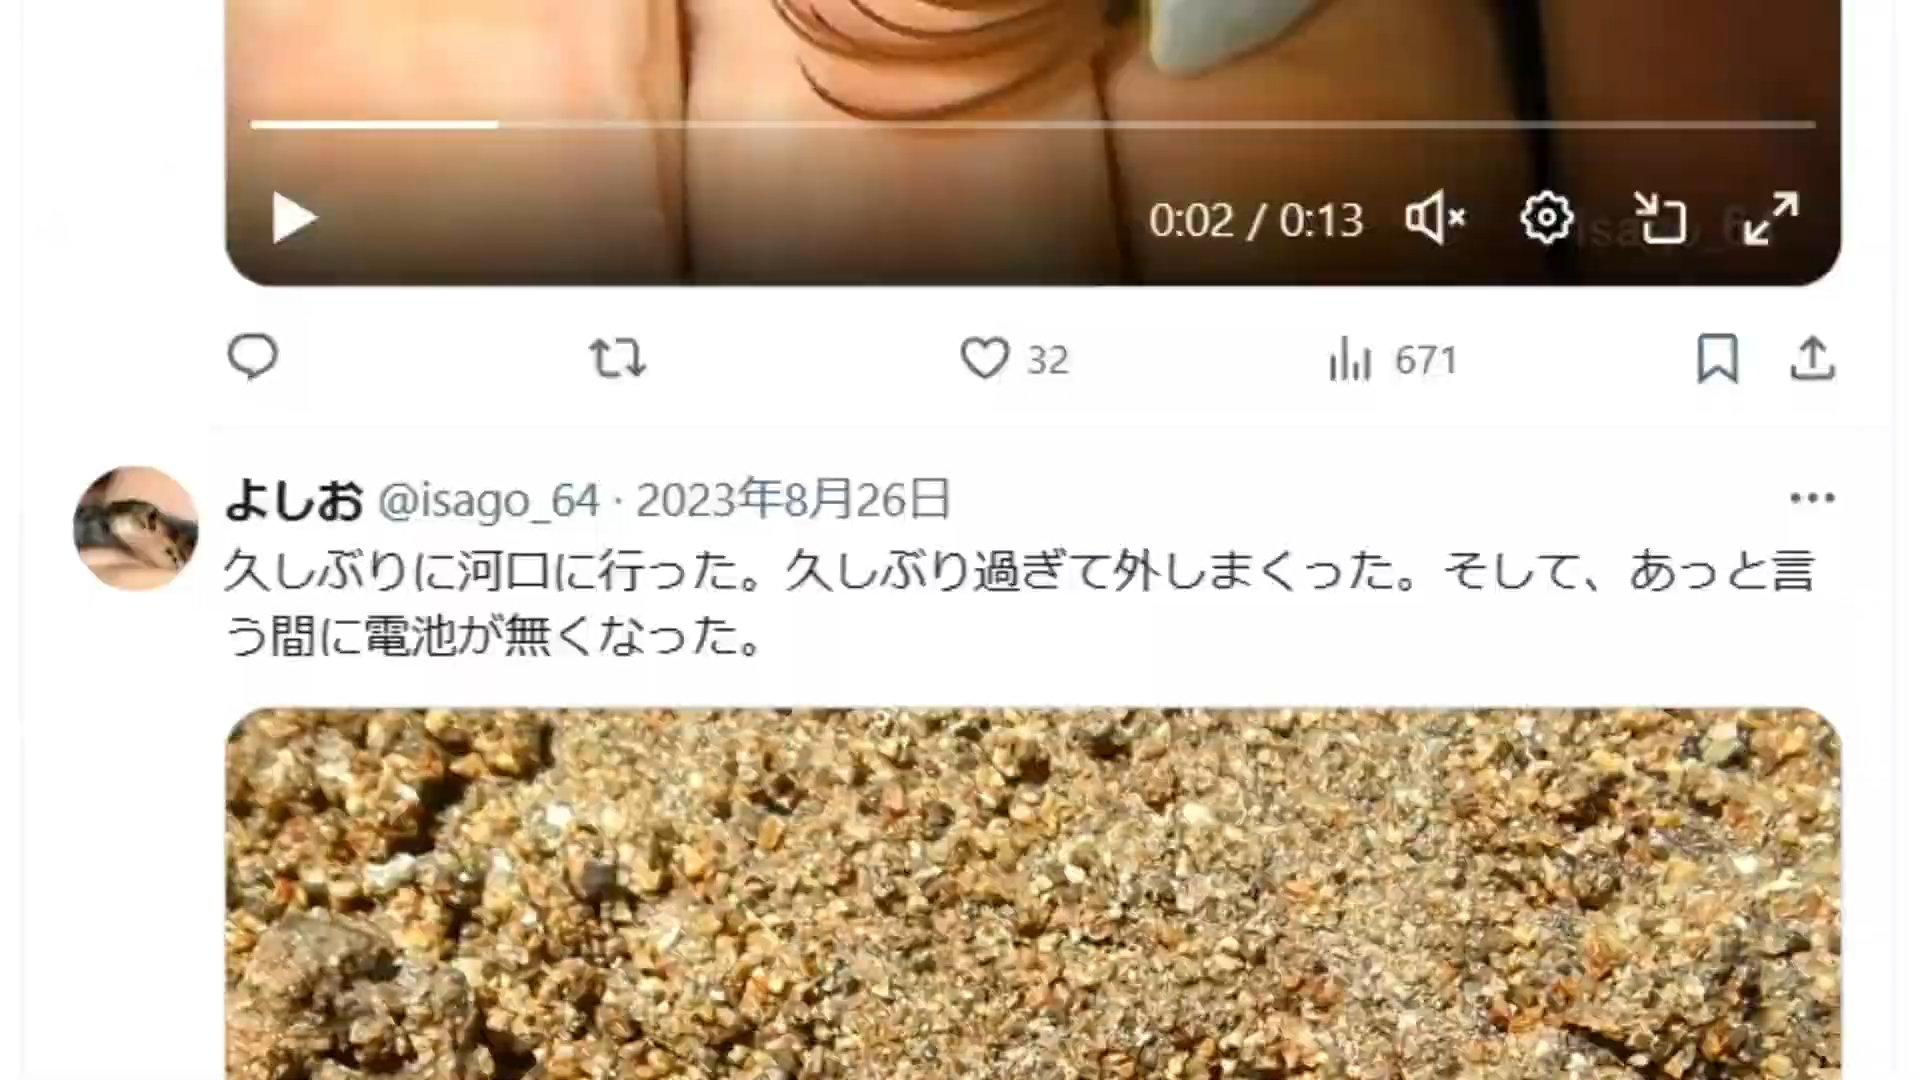 0:02 / 0:13
32
671
よしお @isago_64 · 2023年8月26日
久しぶりに河口に行った。久しぶり過ぎて外しまくった。そして、あっと言
う間に電池が無くなった。